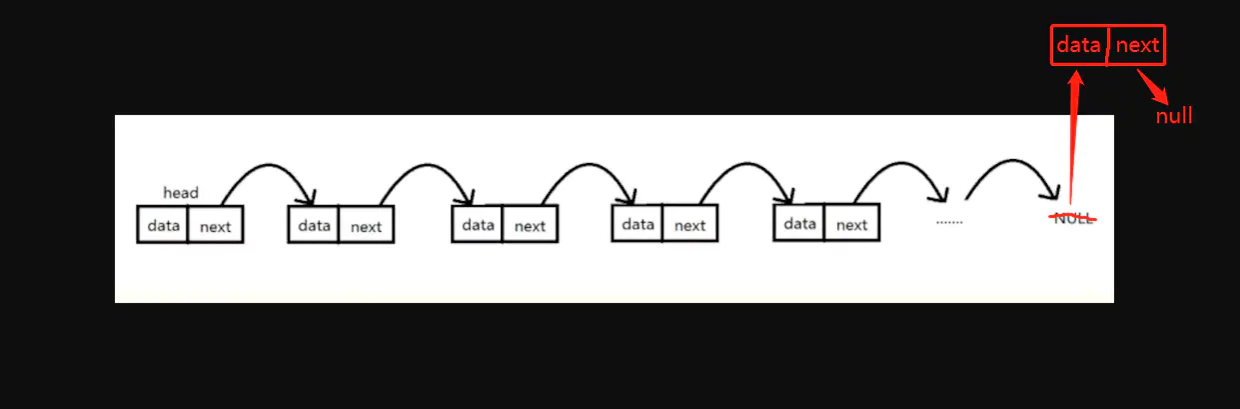 data next
null
head
data next data next data next data next data next ....... NULL